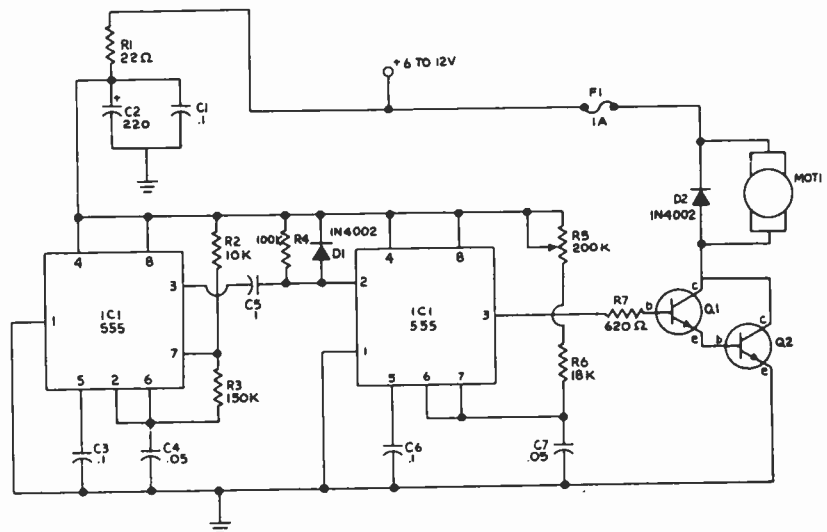 R1
22Ω
+
C2
220
C1
.1
+6 TO 12V
F1
1A
D2
1N4002
MOT1
4
8
R2
10K
100K
R4
1N4002
D1
4
8
R5
200K
3
1
IC1
555
C5
.1
2
IC1
555
3
R7
620Ω
b
c
Q1
e
b
c
Q2
e
7
1
R3
150K
R6
18K
5
2
6
5
6
7
C3
.1
C4
.05
C6
.1
C7
.05